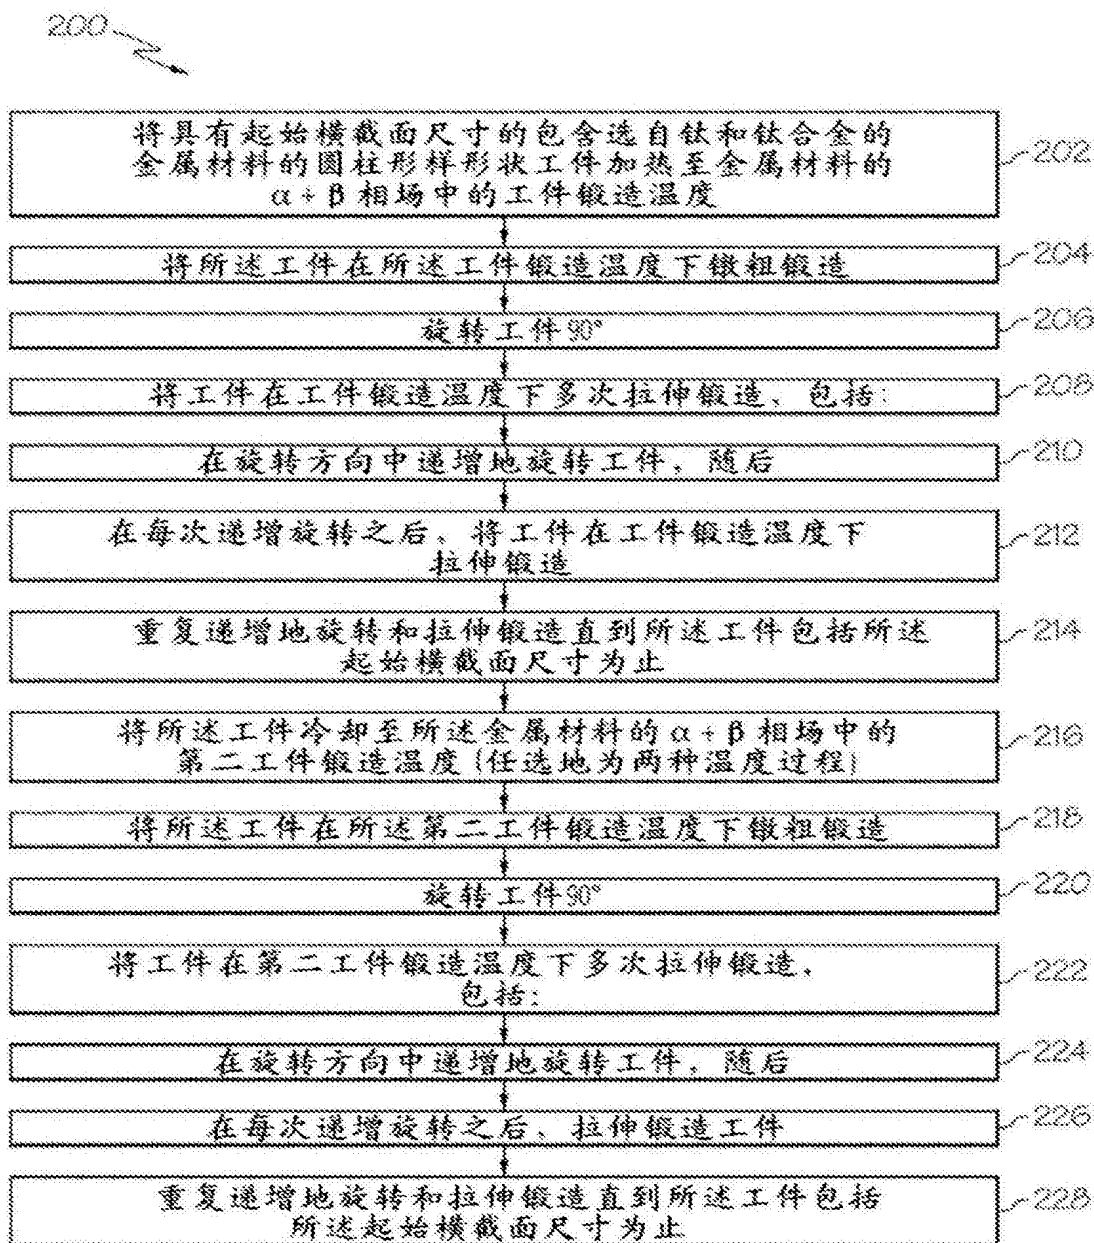 200
将具有起始横截面尺寸的包含选自钛和钛合金的
金属材料的圆柱形样形状工件加热至金属材料的
α+β相场中的工件锻造温度
202
将所述工件在所述工件锻造温度下镦粗锻造
204
旋转工件90°
206
将工件在工件锻造温度下多次拉伸锻造，包括：
208
在旋转方向中递增地旋转工件，随后
210
在每次递增旋转之后，将工件在工件锻造温度下
拉伸锻造
212
重复递增地旋转和拉伸锻造直到所述工件包括所述
起始横截面尺寸为止
214
将所述工件冷却至所述金属材料的α+β相场中的
第二工件锻造温度(任选地为两种温度过程)
216
将所述工件在所述第二工件锻造温度下镦粗锻造
218
旋转工件90°
220
将工件在第二工件锻造温度下多次拉伸锻造，
包括：
222
在旋转方向中递增地旋转工件，随后
224
在每次递增旋转之后，拉伸锻造工件
226
重复递增地旋转和拉伸锻造直到所述工件包括
所述起始横截面尺寸为止
228